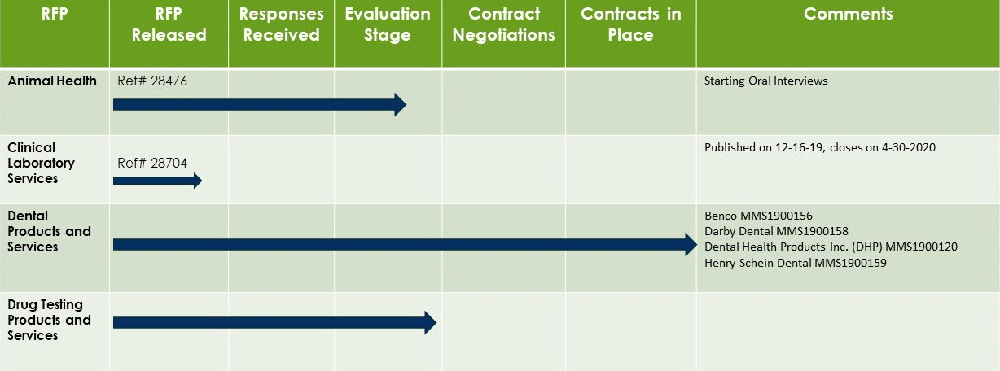 RFP
RFP
Released
Responses
Received
Evaluation
Stage
Contract
Negotiations
Contracts in
Place
Comments
Animal Health
Ref# 28476
Starting Oral Interviews
Clinical
Laboratory
Services
Ref# 28704
Published on 12-16-19, closes on 4-30-2020
Dental
Products and
Services
Benco MMS1900156
Darby Dental MMS1900158
Dental Health Products Inc. (DHP) MMS1900120
Henry Schein Dental MMS1900159
Drug Testing
Products and
Services